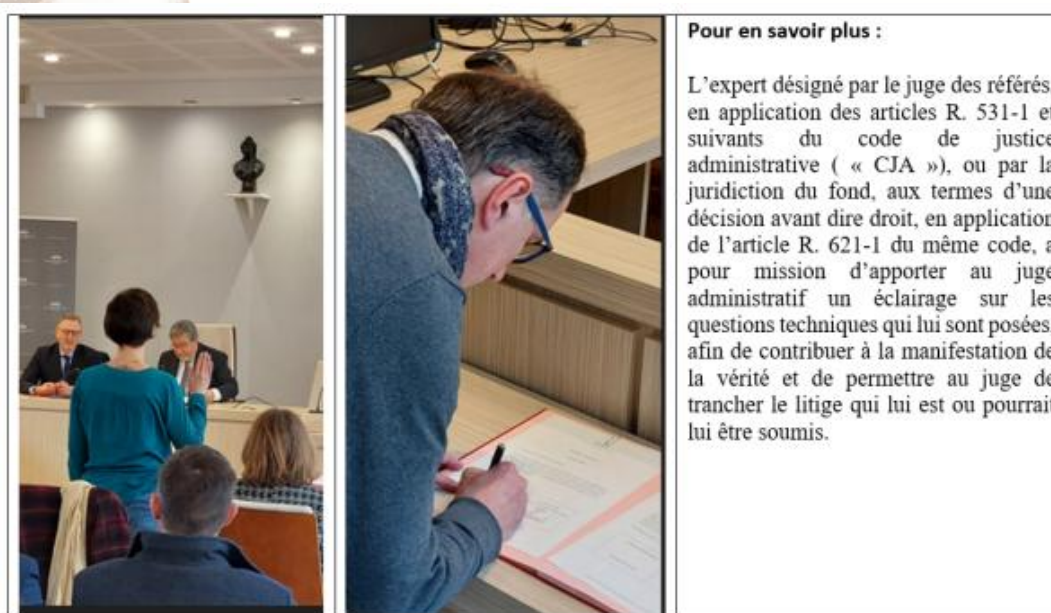 Pour en savoir plus :
L'expert désigné par le juge des référés,
en application des articles R. 531-1 et
suivants du code de justice
administrative ( « CJA »), ou par la
juridiction du fond, aux termes d'une
décision avant dire droit, en application
de l'article R. 621-1 du même code, a
pour mission d'apporter au juge
administratif un éclairage sur les
questions techniques qui lui sont posées,
afin de contribuer à la manifestation de
la vérité et de permettre au juge de
trancher le litige qui lui est ou pourrait
lui être soumis.